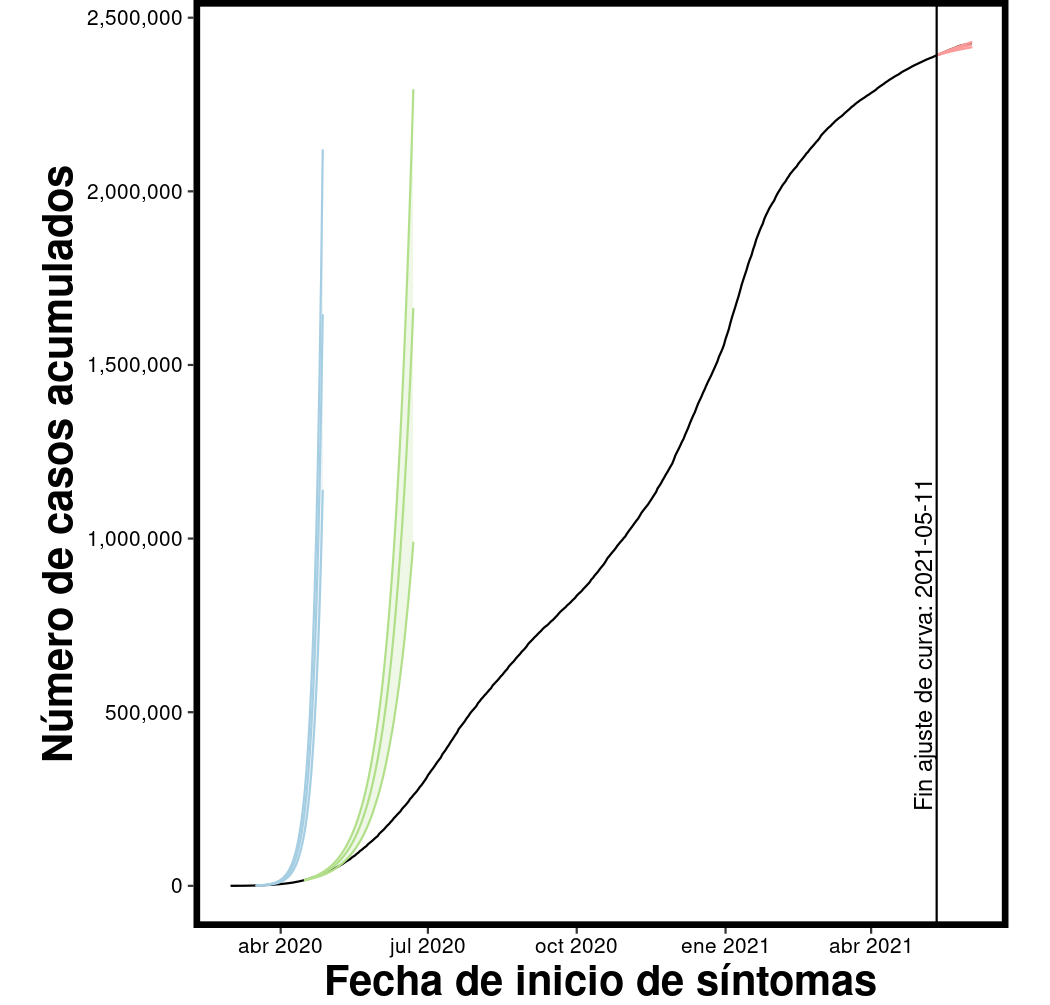 Número de casos acumulados
2,500,000
2,000,000
1,500,000
1,000,000
500,000
0
Fin ajuste de curva: 2021-05-11
abr 2020
jul 2020
oct 2020
ene 2021
abr 2021
Fecha de inicio de síntomas